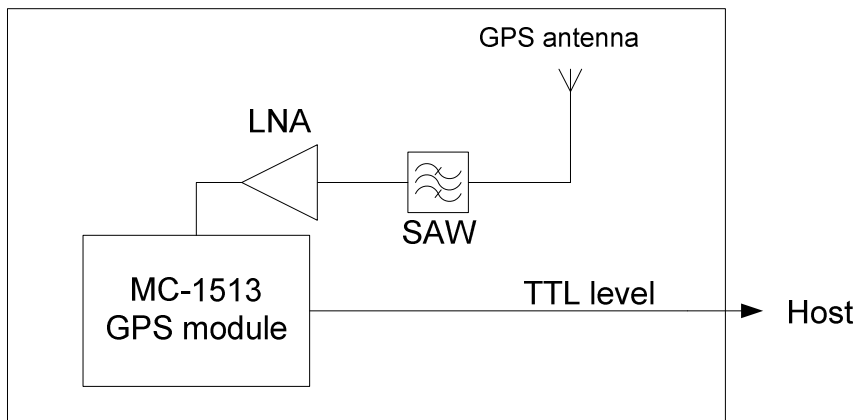 GPS antenna
LNA
SAW
MC-1513
GPS module
TTL level
Host